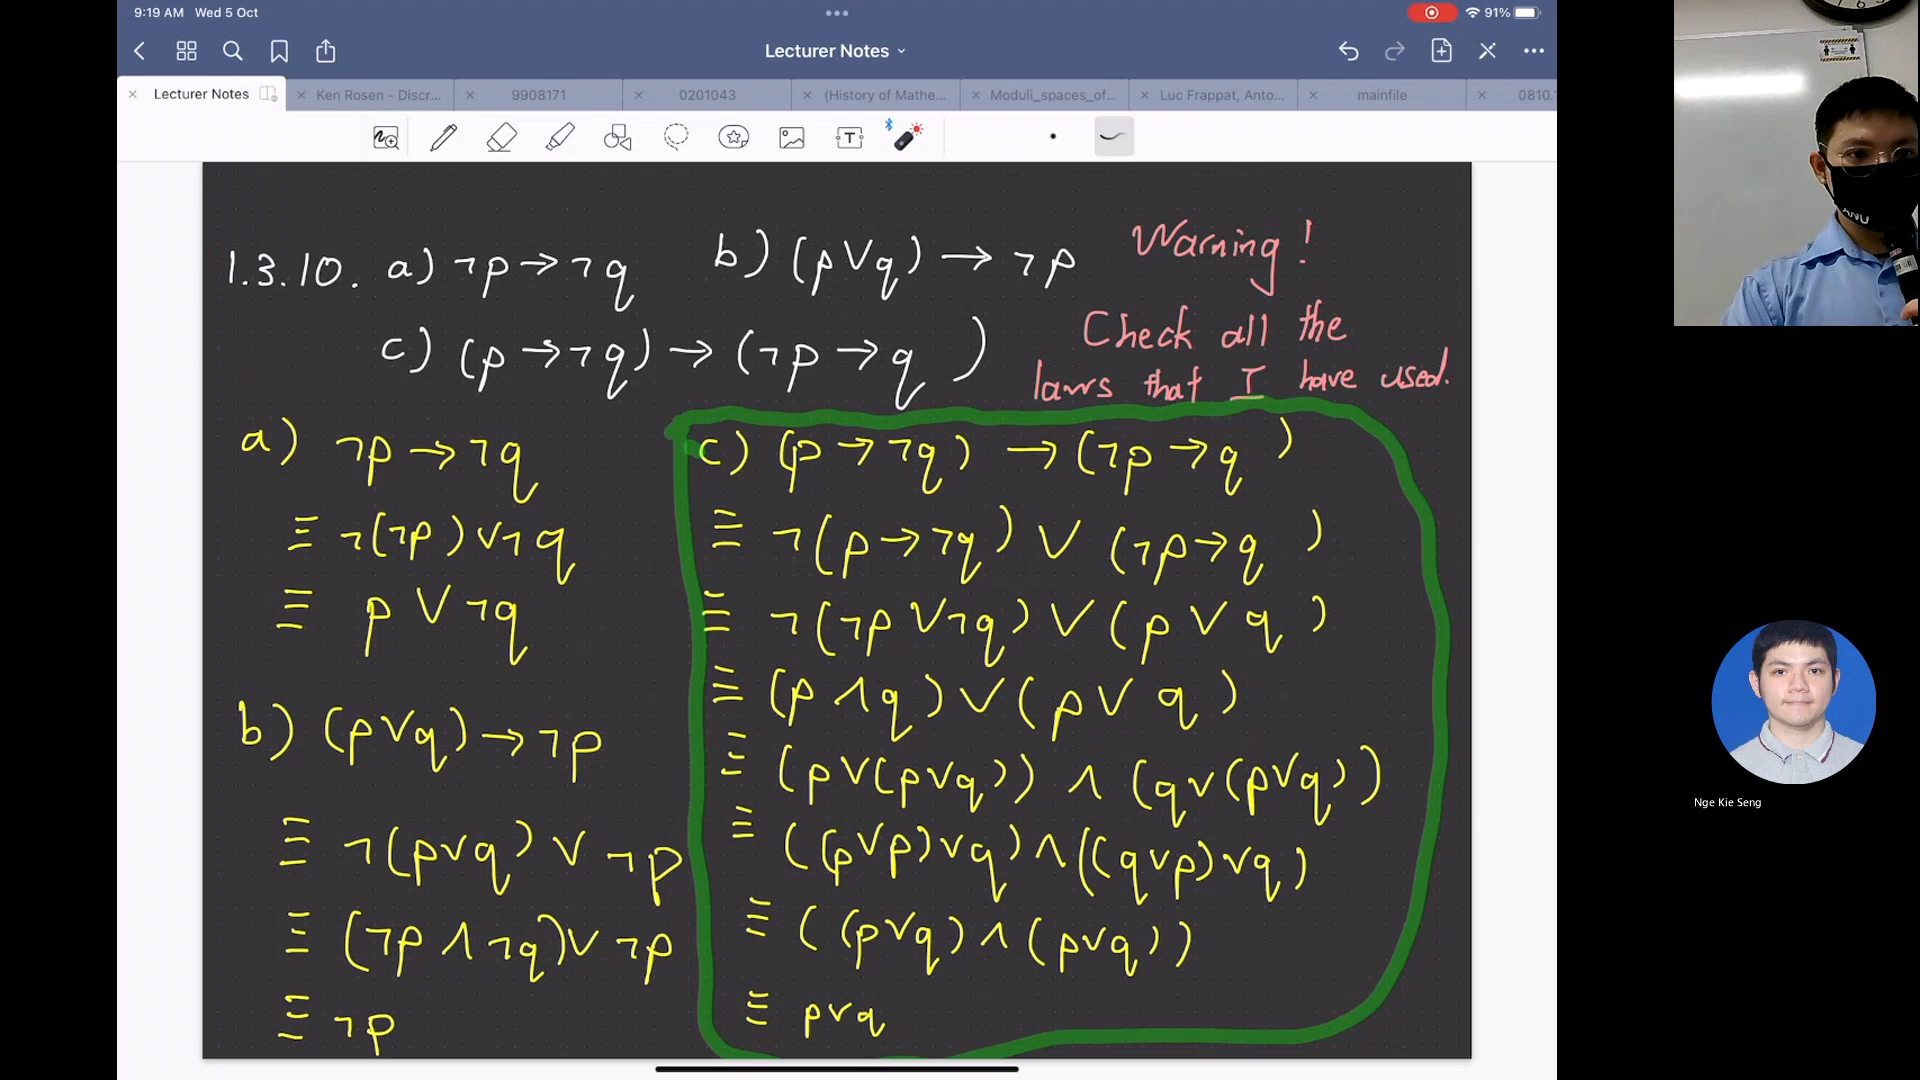 9:19 AM Wed 5 Oct
91%
Lecturer Notes
Lecturer Notes
Ken Rosen - Discr...
9908171
0201043
(History of Mathe...
Moduli_spaces_of...
Luc Frappat, Anto...
mainfile
0810.
1.3.10. a) ¬p → ¬q b) (p ∨ q) → ¬p
c) (p → ¬q) → (¬p → q )
Warning!
Check all the
laws that I have used.
a) ¬p → ¬q
≡ ¬(¬p) ∨ ¬q
≡ p ∨ ¬q
b) (p ∨ q) → ¬p
≡ ¬(p ∨ q) ∨ ¬p
≡ (¬p ∧ ¬q) ∨ ¬p
≡ ¬p
c) (p → ¬q) → (¬p → q )
≡ ¬(p → ¬q) ∨ (¬p → q )
≡ ¬(¬p ∨ ¬q) ∨ (p ∨ q )
≡ (p ∧ q) ∨ (p ∨ q)
≡ (p ∨ (p ∨ q)) ∧ (q ∨ (p ∨ q))
≡ ((p ∨ p) ∨ q) ∧ ((q ∨ p) ∨ q)
≡ ((p ∨ q) ∧ (p ∨ q))
≡ p ∨ q
ANU
Nge Kie Seng